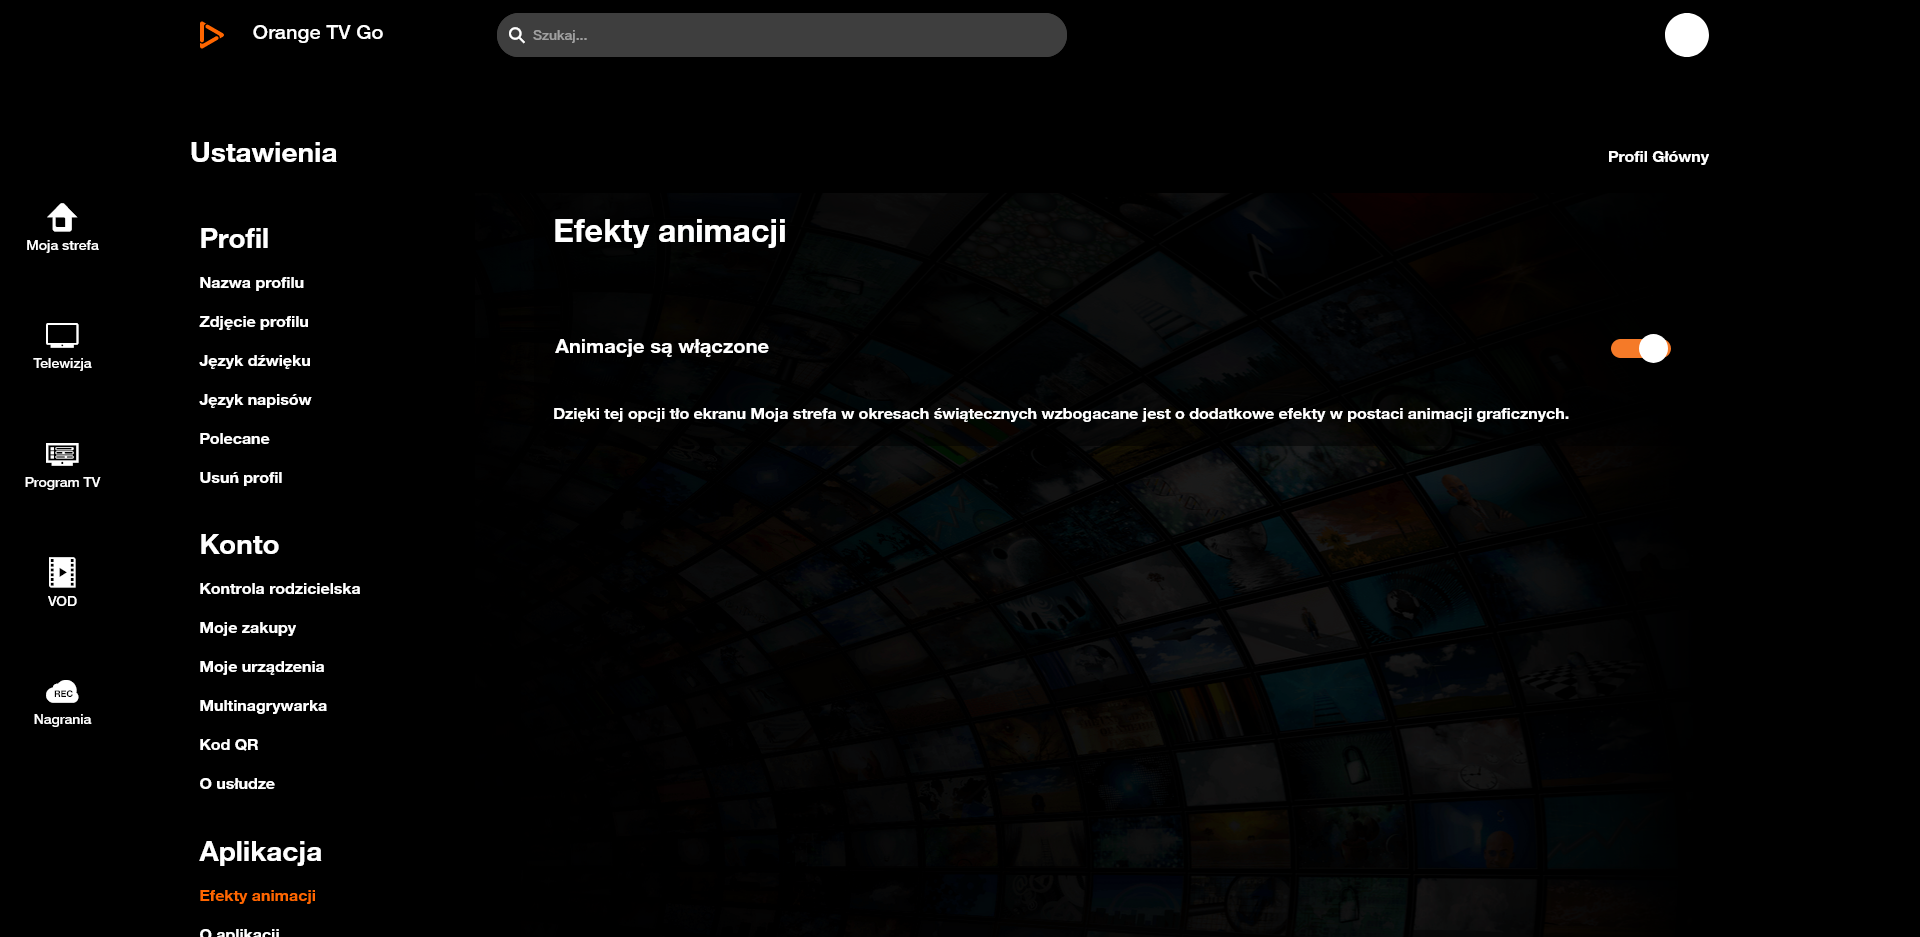 Orange TV Go
Szukaj...
Ustawienia
Profil Główny
Moja strefa
Telewizja
Program TV
VOD
REC
Nagrania
Profil
Nazwa profilu
Zdjęcie profilu
Język dźwięku
Język napisów
Polecane
Usuń profil
Konto
Kontrola rodzicielska
Moje zakupy
Moje urządzenia
Multinagrywarka
Kod QR
O usłudze
Aplikacja
Efekty animacji
O aplikacji
Efekty animacji
Animacje są włączone
Dzięki tej opcji tło ekranu Moja strefa w okresach świątecznych wzbogacane jest o dodatkowe efekty w postaci animacji graficznych.